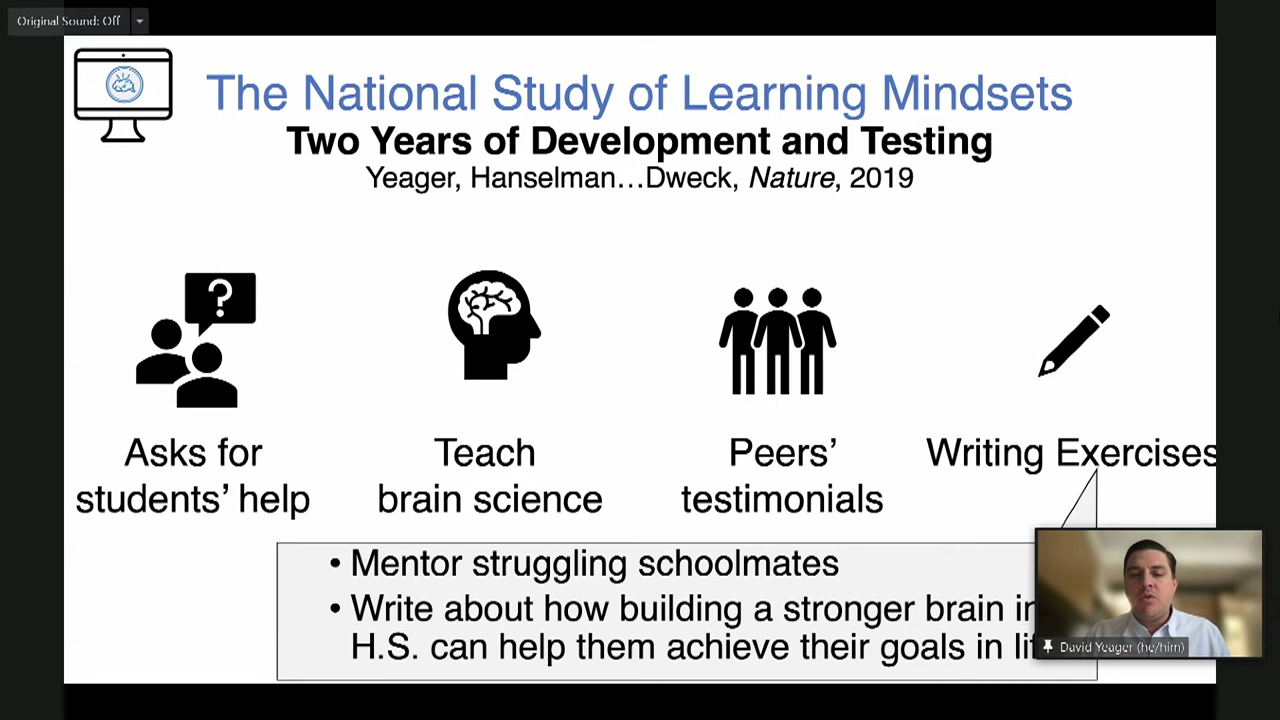 Original Sound: Off
The National Study of Learning Mindsets
Two Years of Development and Testing
Yeager, Hanselman…Dweck, Nature, 2019
?
Asks for
students’ help
Teach
brain science
Peers’
testimonials
Writing Exercises
• Mentor struggling schoolmates
• Write about how building a stronger brain in
H.S. can help them achieve their goals in
David Yeager (he/him)